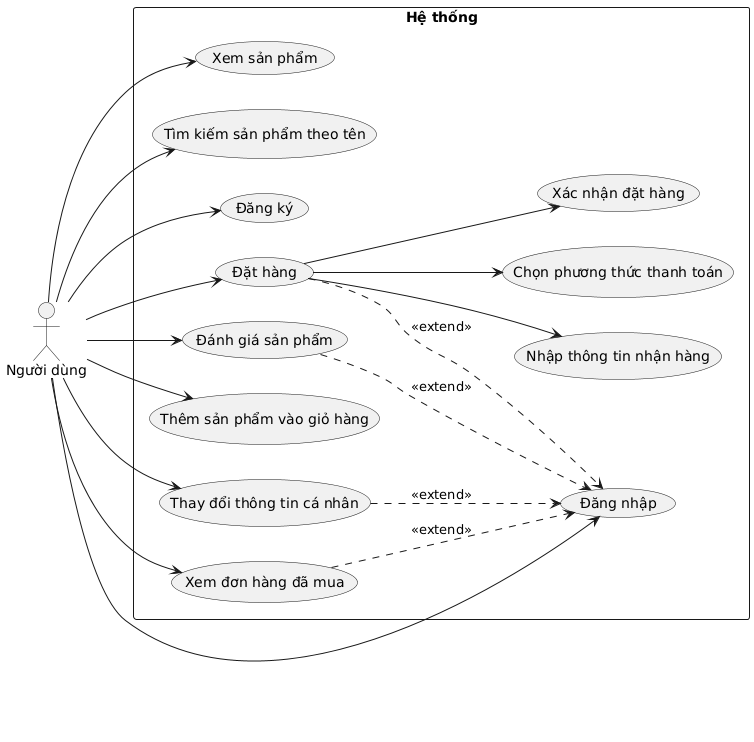 Hệ thống
Xem sản phẩm
Tìm kiếm sản phẩm theo tên
Xác nhận đặt hàng
Đăng ký
Đặt hàng
Chọn phương thức thanh toán
«extend»
Đánh giá sản phẩm
Nhập thông tin nhận hàng
Người dùng
«extend»
Thêm sản phẩm vào giỏ hàng
«extend»
Thay đổi thông tin cá nhân
Đăng nhập
«extend»
Xem đơn hàng đã mua